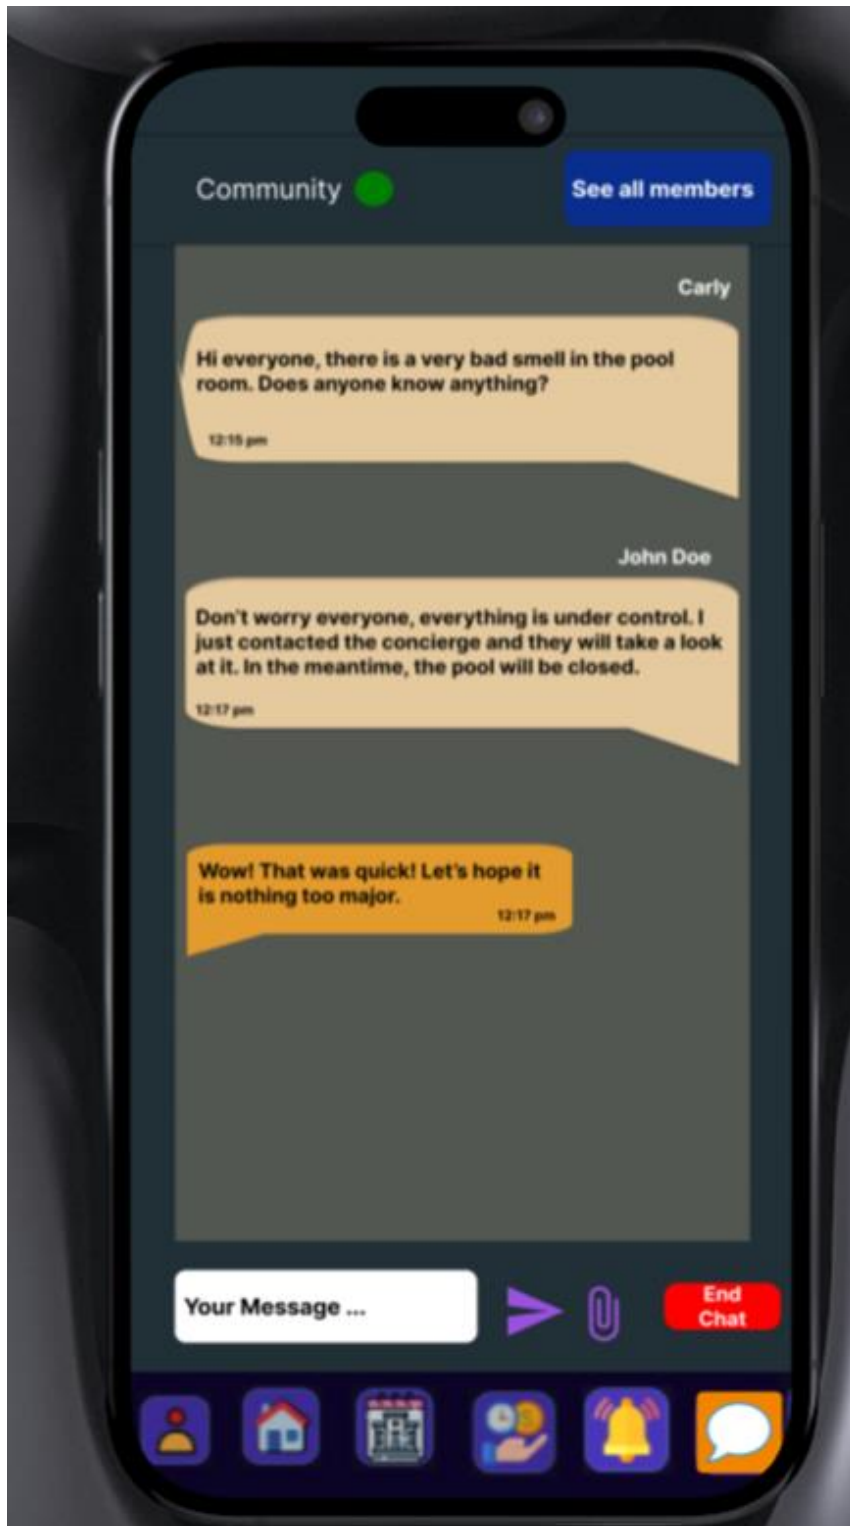 Community
See all members
Carly
Hi everyone, there is a very bad smell in the pool
room. Does anyone know anything?
12:15 pm
John Doe
Don't worry everyone, everything is under control. I
just contacted the concierge and they will take a look
at it. In the meantime, the pool will be closed.
12:17 pm
Wow! That was quick! Let's hope it
is nothing too major.
12:17 pm
Your Message ...
End
Chat